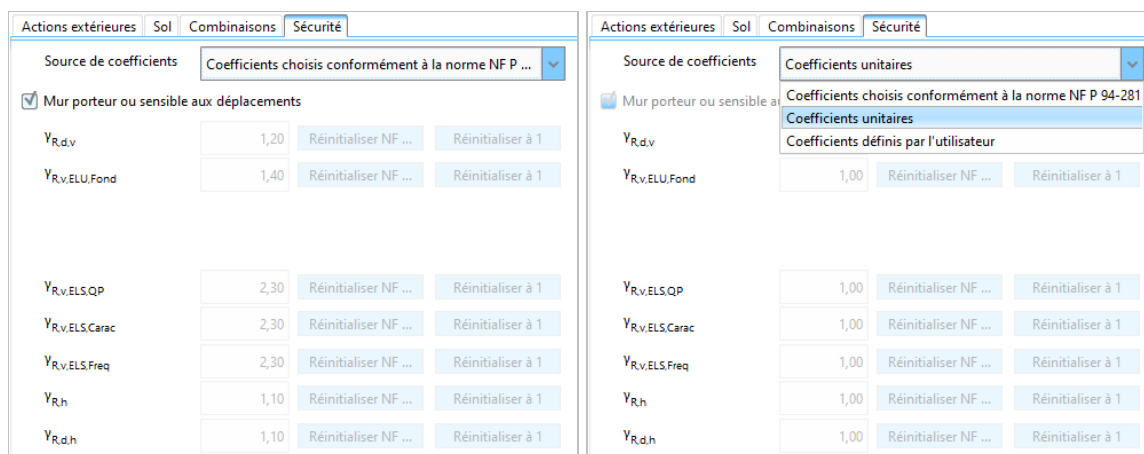 Actions extérieures Sol Combinaisons Sécurité
Source de coefficients Coefficients choisis conformément à la norme NF P ...
Mur porteur ou sensible aux déplacements
γR,d,v 1,20 Réinitialiser NF ... Réinitialiser à 1
γR,v,ELU,Fond 1,40 Réinitialiser NF ... Réinitialiser à 1
γR,v,ELS,QP 2,30 Réinitialiser NF ... Réinitialiser à 1
γR,v,ELS,Carac 2,30 Réinitialiser NF ... Réinitialiser à 1
γR,v,ELS,Freq 2,30 Réinitialiser NF ... Réinitialiser à 1
γR,h 1,10 Réinitialiser NF ... Réinitialiser à 1
γR,d,h 1,10 Réinitialiser NF ... Réinitialiser à 1
Actions extérieures Sol Combinaisons Sécurité
Source de coefficients Coefficients unitaires
Coefficients choisis conformément à la norme NF P 94-281
Mur porteur ou sensible au
Coefficients unitaires
Coefficients définis par l'utilisateur
γR,d,v
γR,v,ELU,Fond 1,00 Réinitialiser NF ... Réinitialiser à 1
γR,v,ELS,QP 1,00 Réinitialiser NF ... Réinitialiser à 1
γR,v,ELS,Carac 1,00 Réinitialiser NF ... Réinitialiser à 1
γR,v,ELS,Freq 1,00 Réinitialiser NF ... Réinitialiser à 1
γR,h 1,00 Réinitialiser NF ... Réinitialiser à 1
γR,d,h 1,00 Réinitialiser NF ... Réinitialiser à 1